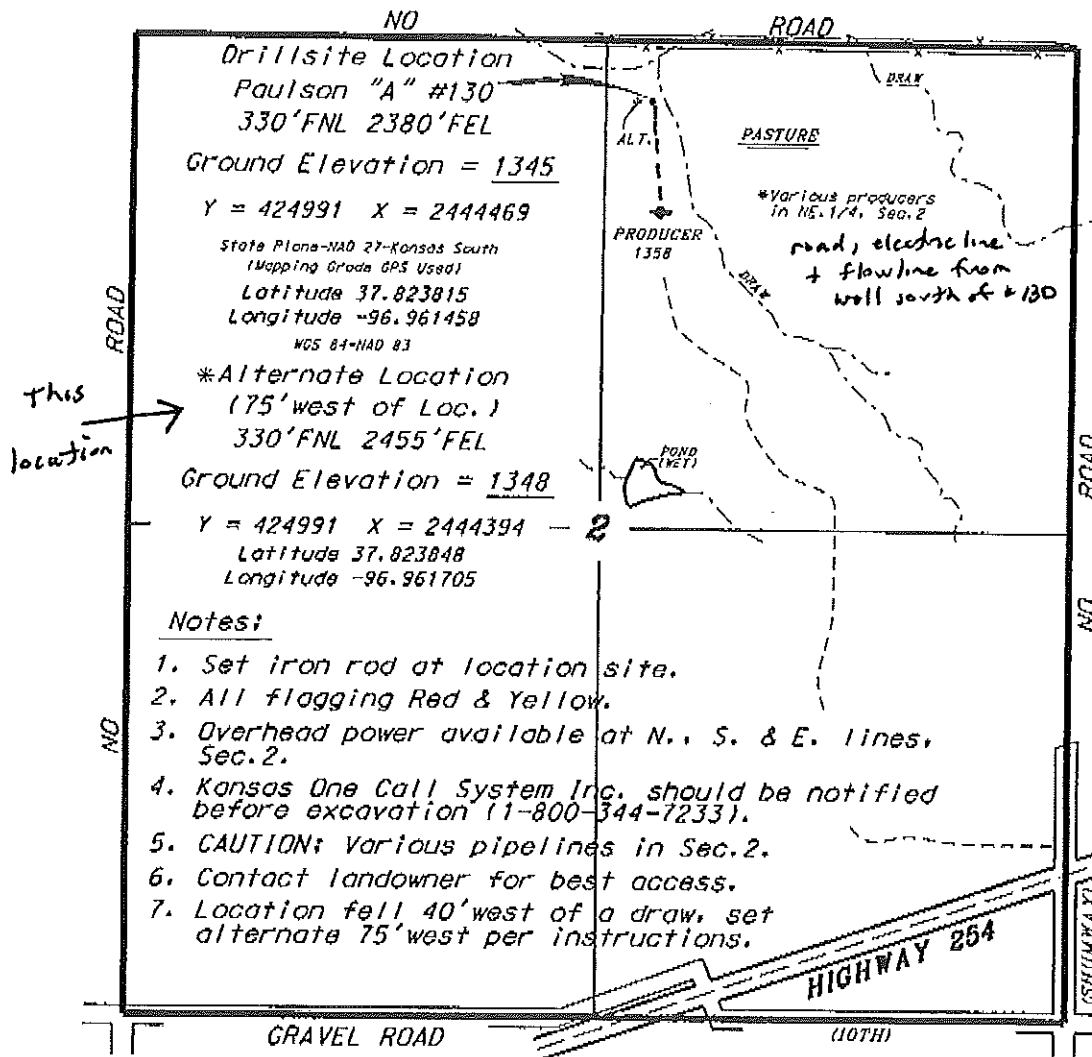 NO ROAD
Drillsite Location
Paulson "A" #130
330'FNL 2380'FEL
Ground Elevation = 1345
Y = 424991 X = 2444469
State Plane-NAD 27-Kansas South
(Mapping Grade GPS Used)
Latitude 37.823815
Longitude -96.961458
WGS 84-NAD 83
*Alternate Location
(75'west of Loc.)
330'FNL 2455'FEL
Ground Elevation = 1348
Y = 424991 X = 2444394
Latitude 37.823848
Longitude -96.961705
This
location
NO ROAD
ALT.
PRODUCER
1358
DRAW
PASTURE
*Various producers
in NE.1/4, Sec.2
road, electric line
+ flowline from
well south of #130
DRAW
POND
(WET)
2
NO ROAD
Notes:
1. Set iron rod at location site.
2. All flagging Red & Yellow.
3. Overhead power available at N., S. & E. lines,
Sec.2.
4. Kansas One Call System Inc. should be notified
before excavation (1-800-344-7233).
5. CAUTION: Various pipelines in Sec.2.
6. Contact landowner for best access.
7. Location fell 40'west of a draw, set
alternate 75'west per instructions.
HIGHWAY 254
GRAVEL ROAD
(10TH)